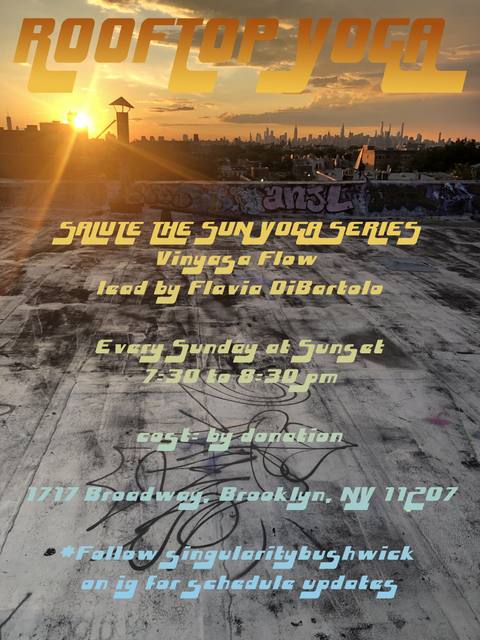 ROOFTOP YOGA
SALUTE THE SUN YOGA SERIES
Vinyasa Flow
lead by Flavia DiBartolo
Every Sunday at Sunset
7:30 to 8:30 pm
cost: by donation
1717 Broadway, Brooklyn, NY 11207
*Follow singularitybushwick
on ig for schedule updates